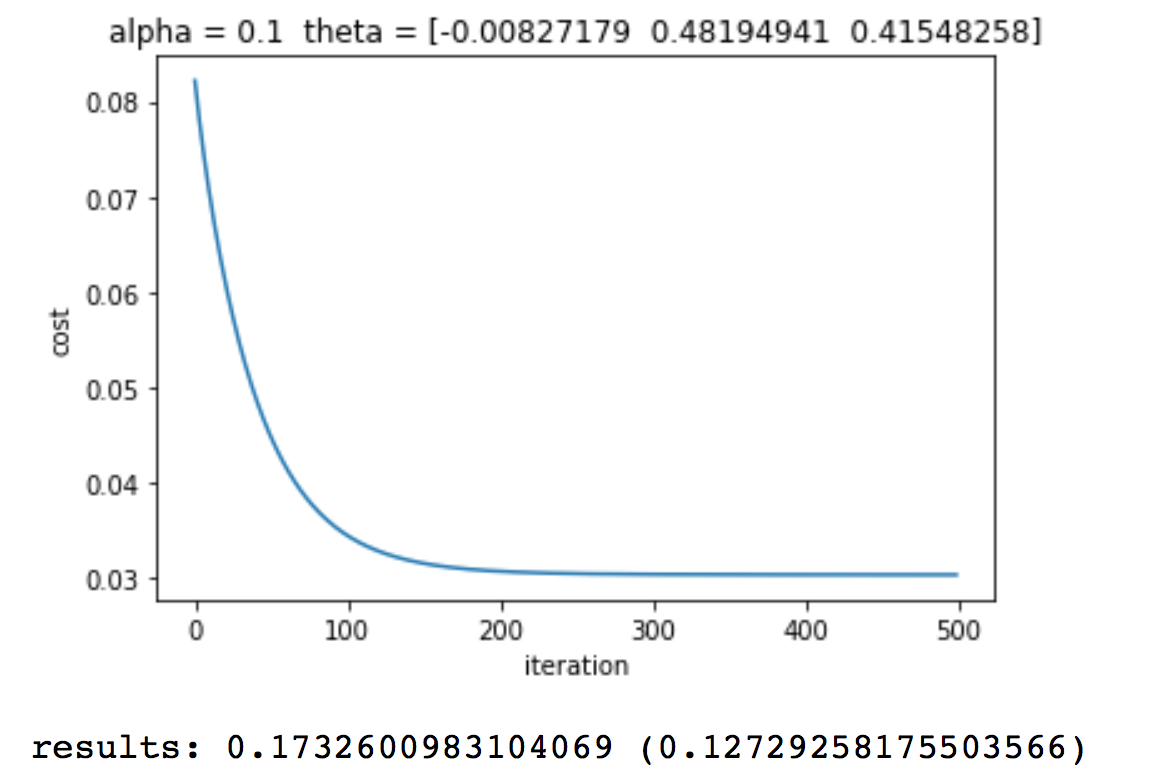 alpha = 0.1 theta = [-0.00827179 0.48194941 0.41548258]
0.08
0.07
0.06
0.05
0.04
0.03
cost
0 100 200 300 400 500
iteration
results: 0.1732600983104069 (0.12729258175503566)